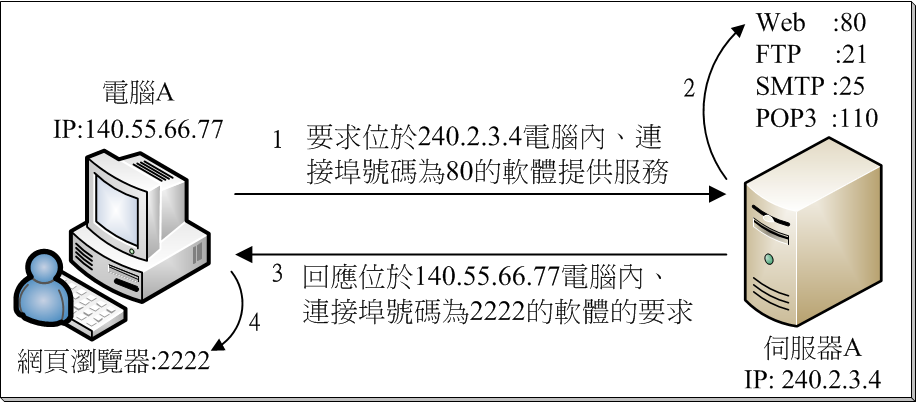 電腦A
IP:140.55.66.77
1 要求位於240.2.3.4電腦內、連
接埠號碼為80的軟體提供服務
2
Web :80
FTP :21
SMTP :25
POP3 :110
3 回應位於140.55.66.77電腦內、
連接埠號碼為2222的軟體的要求
4
網頁瀏覽器:2222
伺服器A
IP: 240.2.3.4